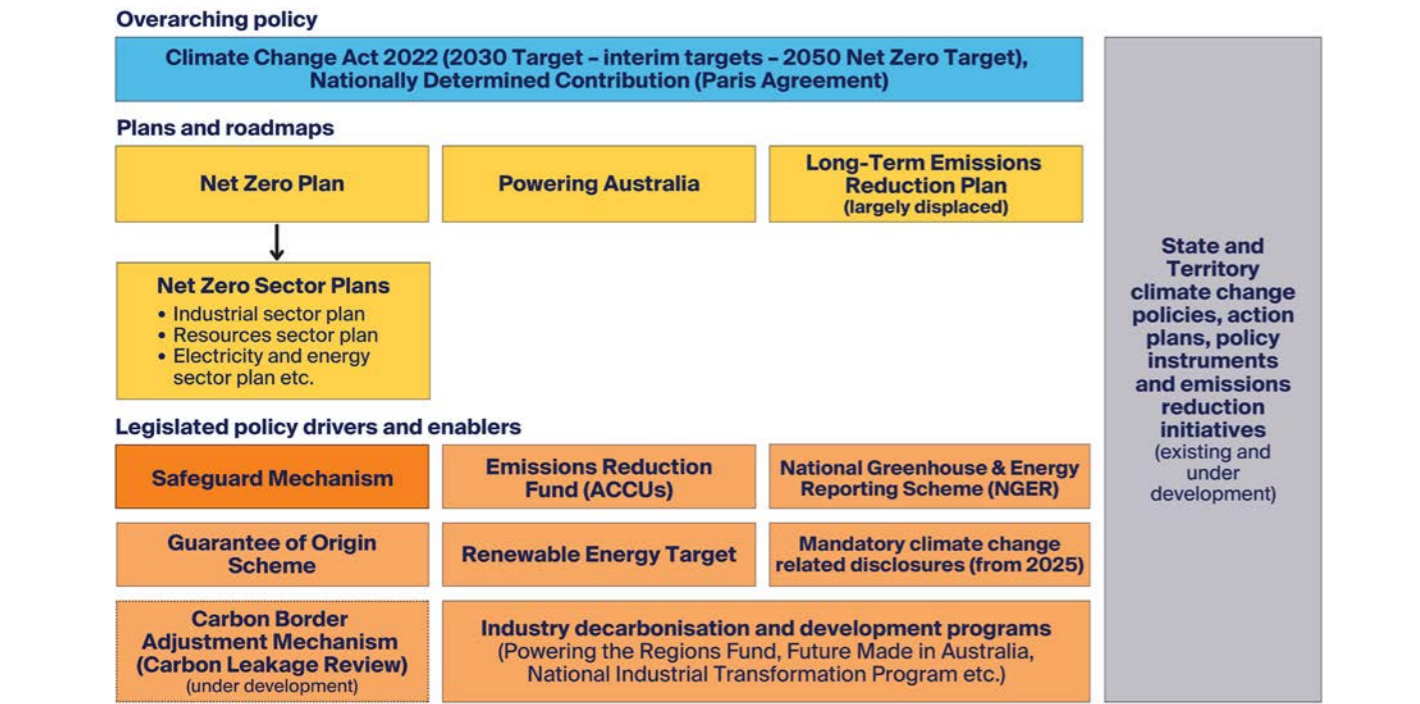 Overarching policy
Climate Change Act 2022 (2030 Target – interim targets – 2050 Net Zero Target),
Nationally Determined Contribution (Paris Agreement)
Plans and roadmaps
Net Zero Plan
Powering Australia
Long-Term Emissions
Reduction Plan
(largely displaced)
Net Zero Sector Plans
• Industrial sector plan
• Resources sector plan
• Electricity and energy
sector plan etc.
Legislated policy drivers and enablers
Safeguard Mechanism
Emissions Reduction
Fund (ACCUs)
National Greenhouse & Energy
Reporting Scheme (NGER)
Guarantee of Origin
Scheme
Renewable Energy Target
Mandatory climate change
related disclosures (from 2025)
Carbon Border
Adjustment Mechanism
(Carbon Leakage Review)
(under development)
Industry decarbonisation and development programs
(Powering the Regions Fund, Future Made in Australia,
National Industrial Transformation Program etc.)
State and
Territory
climate change
policies, action
plans, policy
instruments
and emissions
reduction
initiatives
(existing and
under
development)